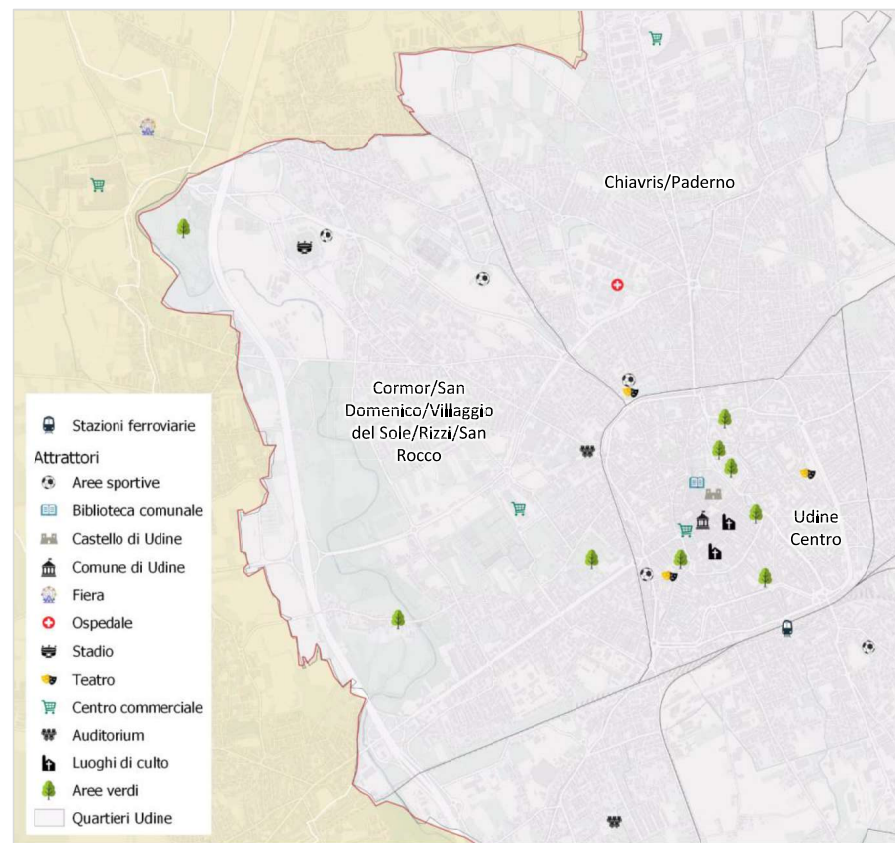 Chiavris/Paderno
Cormor/San
Domenico/Villaggio
del Sole/Rizzi/San
Rocco
Udine
Centro
Stazioni ferroviarie
Attrattori
Aree sportive
Biblioteca comunale
Castello di Udine
Comune di Udine
Fiera
Ospedale
Stadio
Teatro
Centro commerciale
Auditorium
Luoghi di culto
Aree verdi
Quartieri Udine